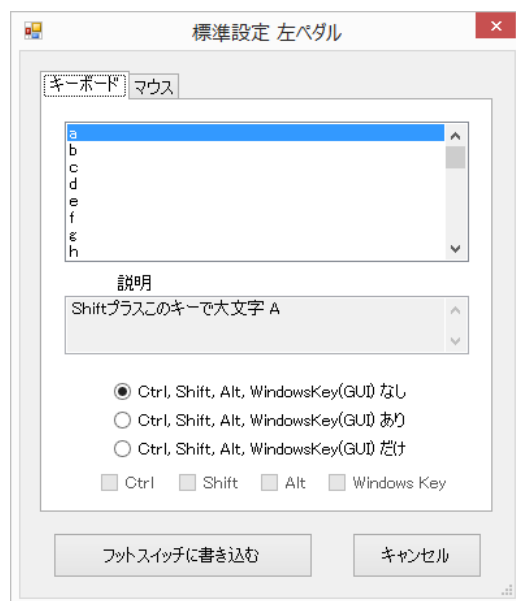 標準設定 左ペダル
キーボード マウス
a
b
c
d
e
f
g
h
説明
Shiftプラスこのキーで大文字 A
Ctrl, Shift, Alt, WindowsKey(GUI) なし
Ctrl, Shift, Alt, WindowsKey(GUI) あり
Ctrl, Shift, Alt, WindowsKey(GUI) だけ
Ctrl Shift Alt Windows Key
フットスイッチに書き込む キャンセル